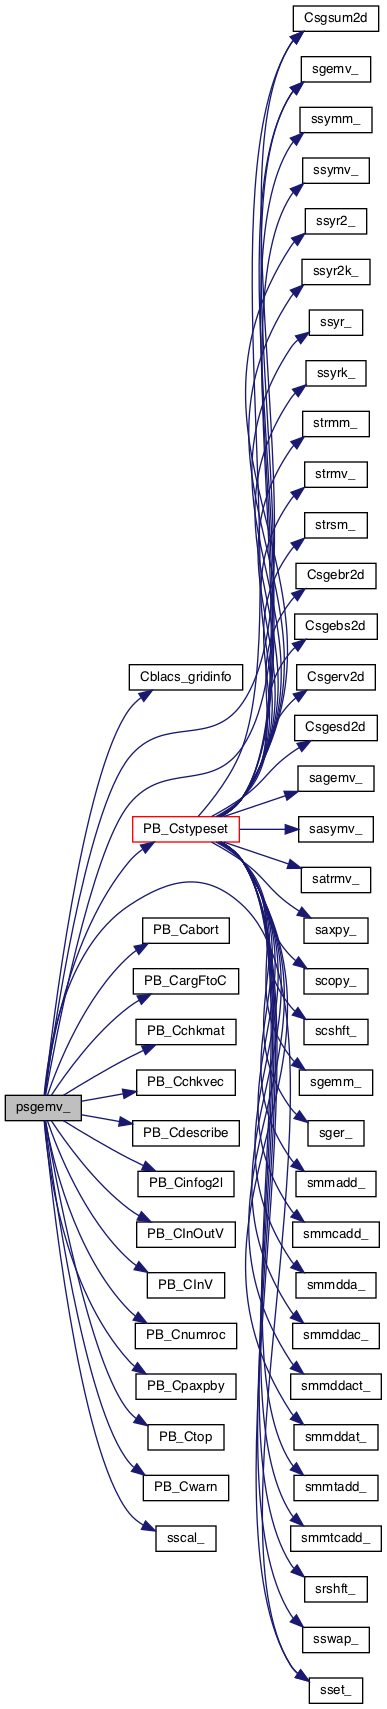 Csgsum2d
sgemv_
ssymm_
ssymv_
ssyr2_
ssyr2k_
ssyr_
ssyrk_
strmm_
strmv_
strsm_
Csgebr2d
Csgebs2d
Cblacs_gridinfo
Csgerv2d
Csgesd2d
sagemv_
PB_Cstypeset
sasymv_
satrmv_
saxpy_
PB_Cabort
scopy_
PB_CargFtoC
scshft_
PB_Cchkmat
sgemm_
PB_Cchkvec
psgemv_
sger_
PB_Cdescribe
smmadd_
PB_Cinfog2l
smmcadd_
PB_CInOutV
smmdda_
PB_CInV
smmddac_
PB_Cnumroc
smmddact_
PB_Cpaxpby
smmddat_
PB_Ctop
smmtadd_
PB_Cwarn
smmtcadd_
sscal_
srshft_
sswap_
sset_